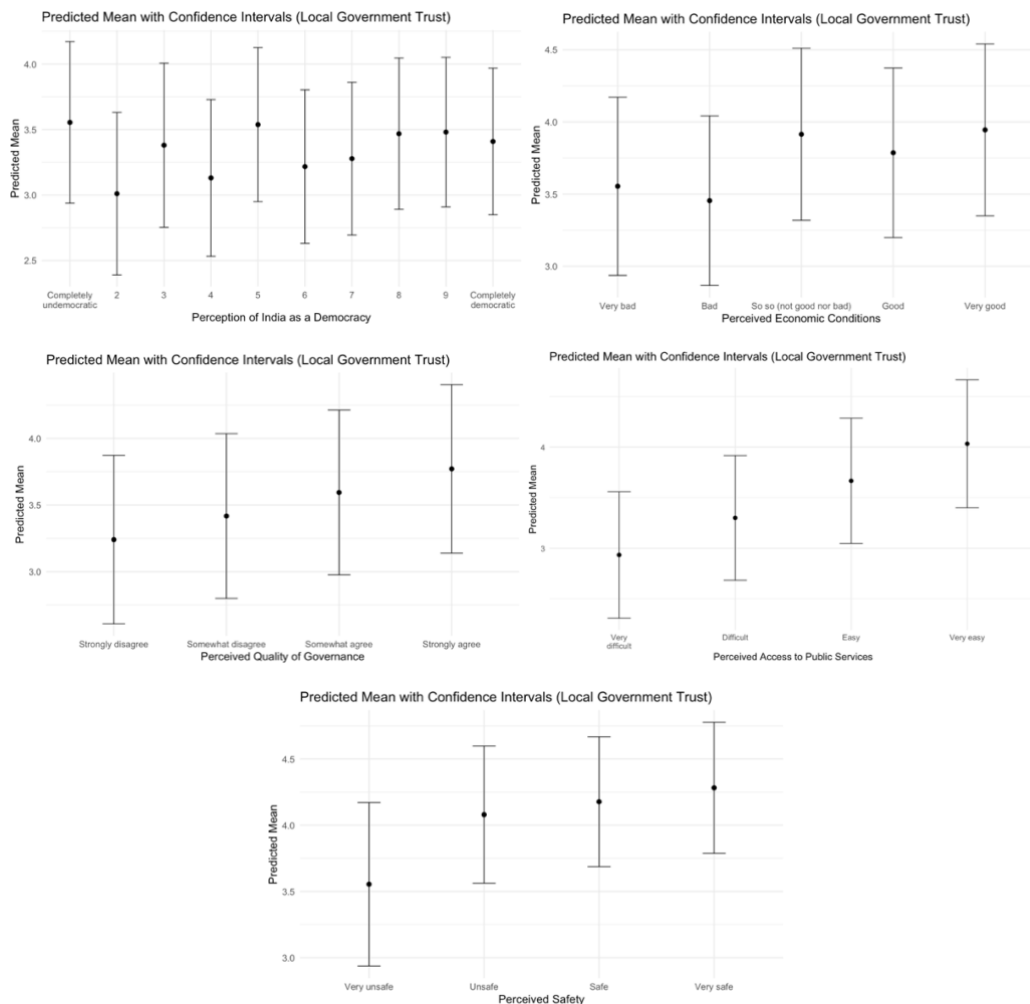 Predicted Mean with Confidence Intervals (Local Government Trust)
4.0
3.5
3.0
2.5
Predicted Mean
Completely undemocratic
2
3
4
5
6
7
8
9
Completely democratic
Perception of India as a Democracy
Predicted Mean with Confidence Intervals (Local Government Trust)
4.5
4.0
3.5
3.0
Predicted Mean
Very bad
Bad
So so (not good nor bad)
Good
Very good
Perceived Economic Conditions
Predicted Mean with Confidence Intervals (Local Government Trust)
4.0
3.5
3.0
Predicted Mean
Strongly disagree
Somewhat disagree
Somewhat agree
Strongly agree
Perceived Quality of Governance
Predicted Mean with Confidence Intervals (Local Government Trust)
4
3
Predicted Mean
Very difficult
Difficult
Easy
Very easy
Perceived Access to Public Services
Predicted Mean with Confidence Intervals (Local Government Trust)
4.5
4.0
3.5
3.0
Predicted Mean
Very unsafe
Unsafe
Safe
Very safe
Perceived Safety